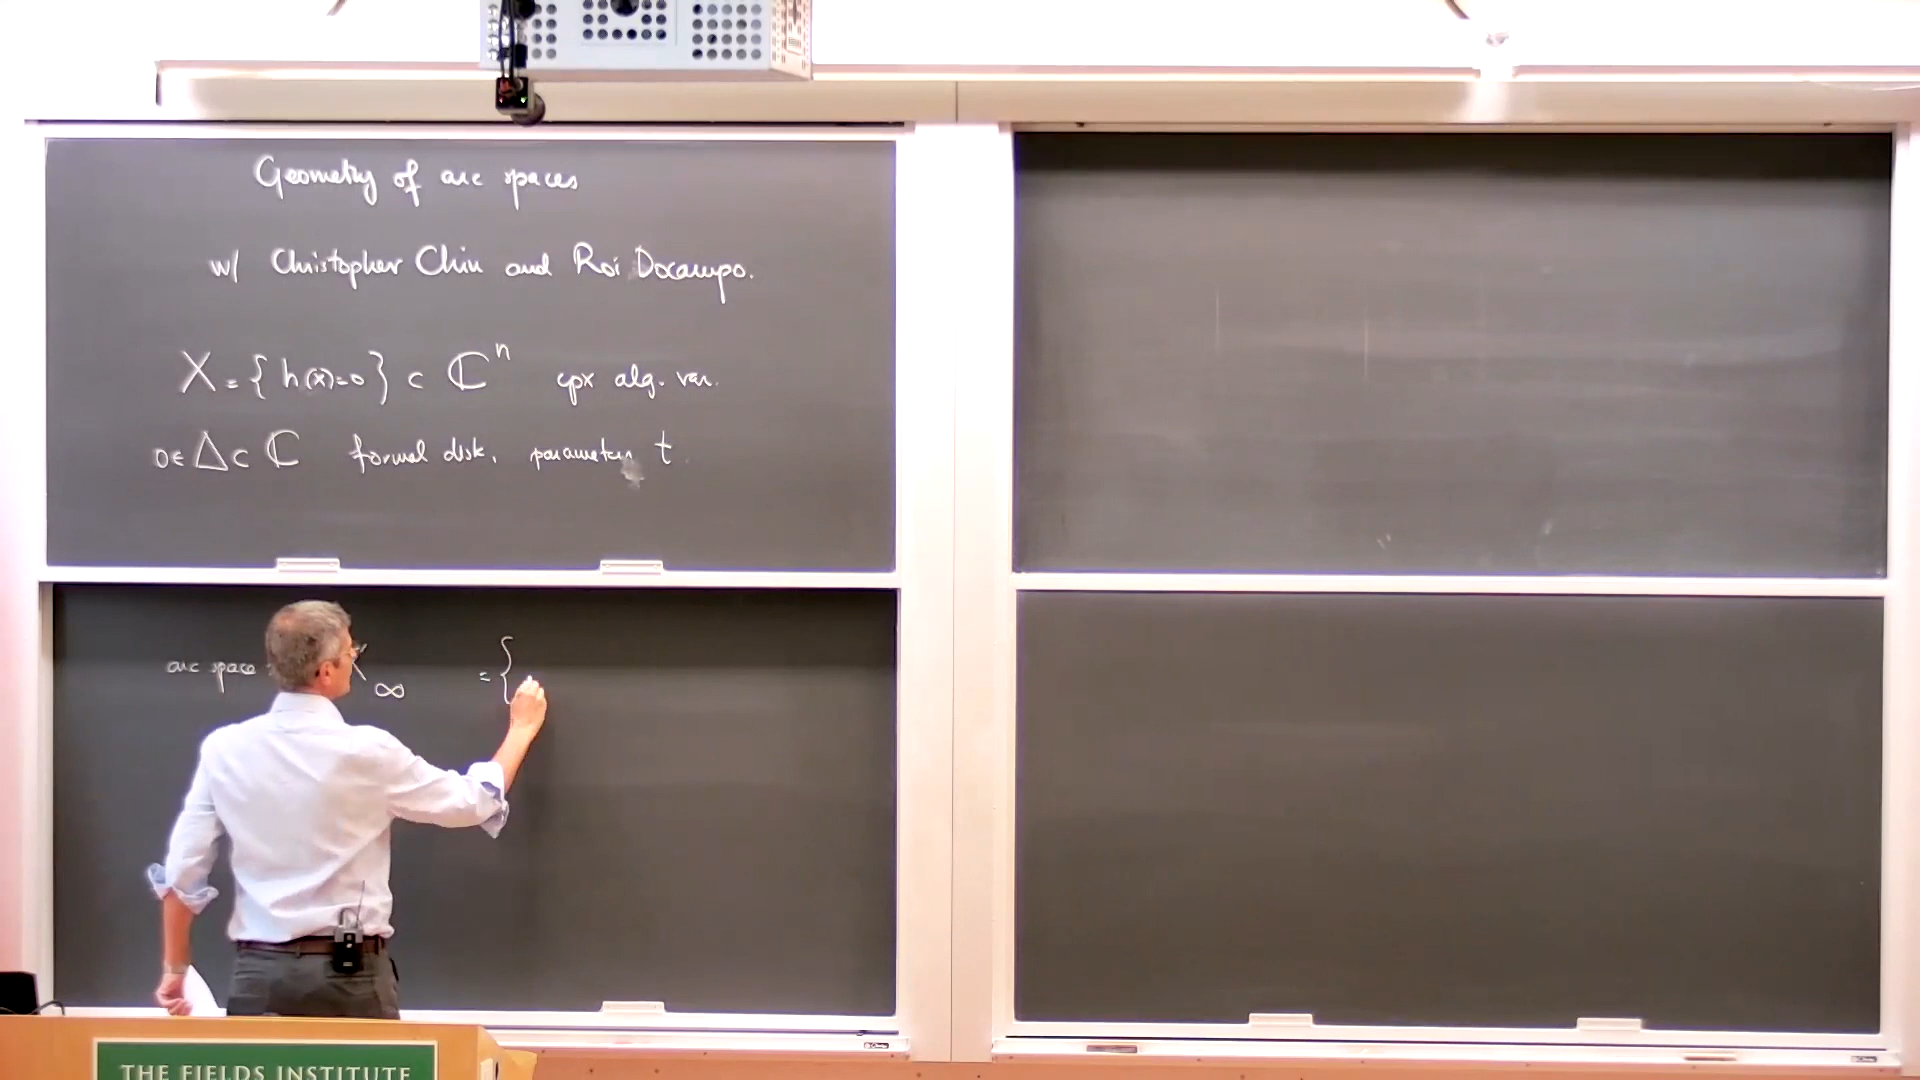 Geometry of arc spaces
w/ Christopher Chiu and Roi Docampo.
X = { h(x)=0 } ⊂ ℂⁿ cpx alg. var.
0 ∈ Δ ⊂ ℂ formal disk, parameter t
arc space X∞ = {
THE FIELDS INSTITUTE